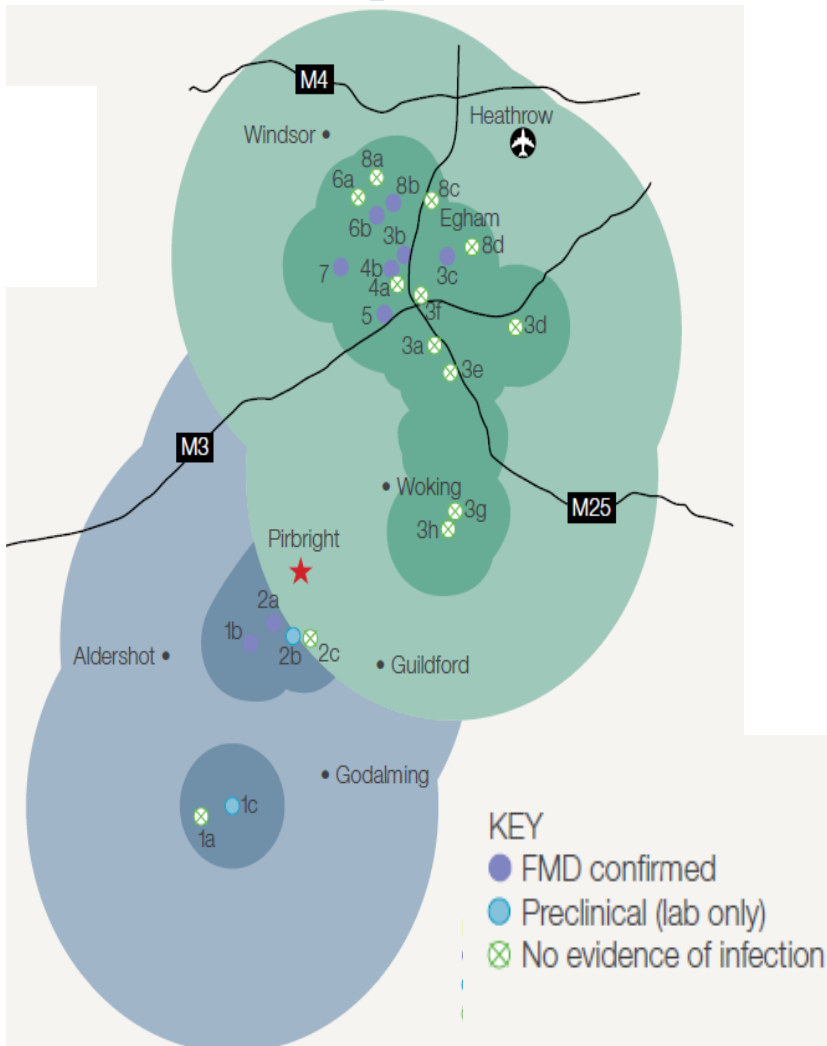 M4
Heathrow
Windsor
8a
6a
8b
8c
6b
Egham
3b
8d
7
4b
3c
4a
3f
5
3d
3a
3e
M3
Woking
3g
M25
3h
Pirbright
2a
1b
2b
2c
Aldershot
Guildford
Godalming
1c
1a
KEY
FMD confirmed
Preclinical (lab only)
No evidence of infection